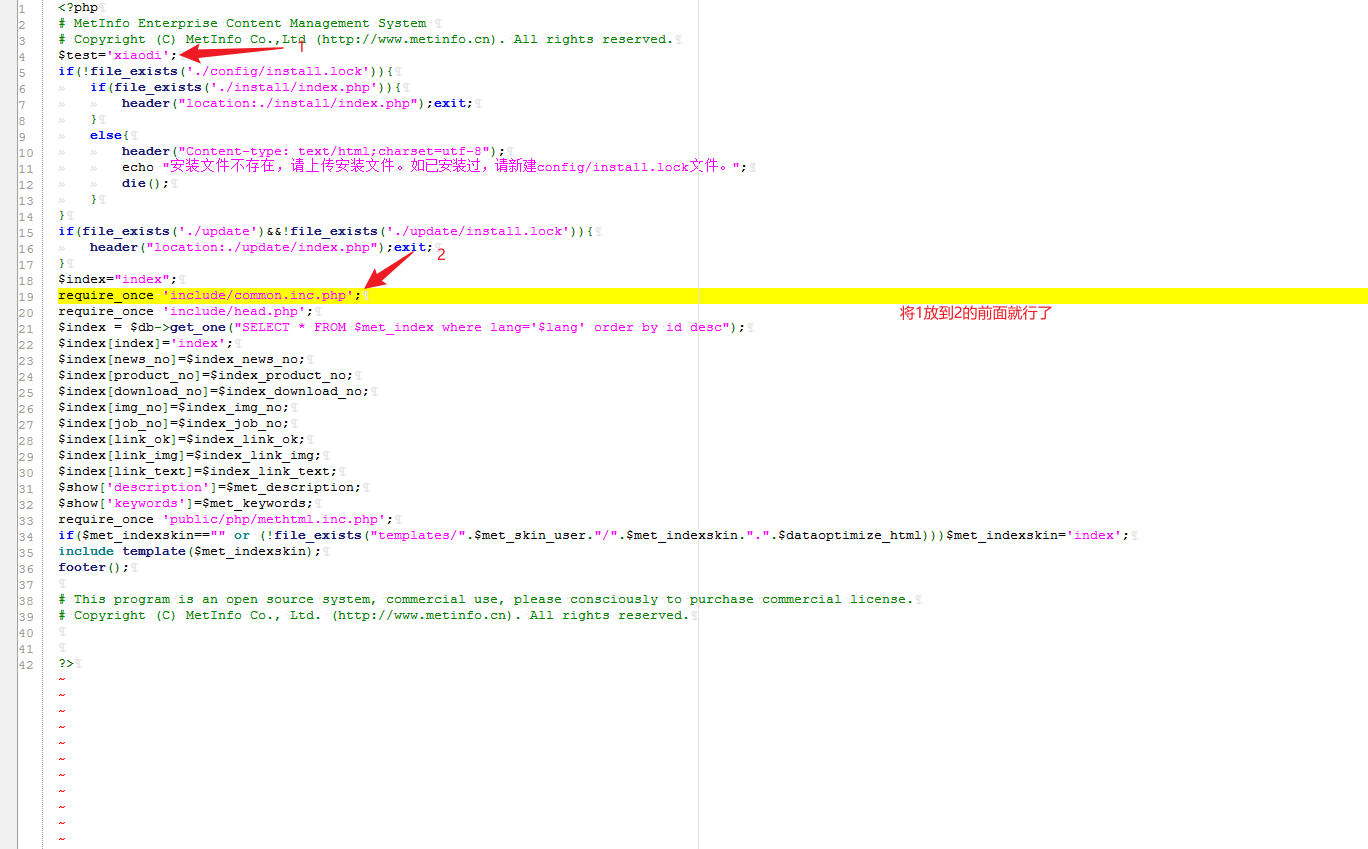 1 <?php
2 # MetInfo Enterprise Content Management System
3 # Copyright (C) MetInfo Co.,Ltd (http://www.metinfo.cn). All rights reserved.
1
4 $test='xiaodi';
5 if(!file_exists('./config/install.lock')){
6 if(file_exists('./install/index.php')){
7 header("location:./install/index.php");exit;
8 }
9 else{
10 header("Content-type: text/html;charset=utf-8");
11 echo "安装文件不存在，请上传安装文件。如已安装过，请新建config/install.lock文件。";
12 die();
13 }
14 }
15 if(file_exists('./update')&&!file_exists('./update/install.lock')){
16 header("location:./update/index.php");exit;
2
17 }
18 $index="index";
19 require_once 'include/common.inc.php';
20 require_once 'include/head.php';
将1放到2的前面就行了
21 $index = $db->get_one("SELECT * FROM $met_index where lang='$lang' order by id desc");
22 $index[index]='index';
23 $index[news_no]=$index_news_no;
24 $index[product_no]=$index_product_no;
25 $index[download_no]=$index_download_no;
26 $index[img_no]=$index_img_no;
27 $index[job_no]=$index_job_no;
28 $index[link_ok]=$index_link_ok;
29 $index[link_img]=$index_link_img;
30 $index[link_text]=$index_link_text;
31 $show['description']=$met_description;
32 $show['keywords']=$met_keywords;
33 require_once 'public/php/methtml.inc.php';
34 if($met_indexskin=="" or (!file_exists("templates/".$met_skin_user."/".$met_indexskin.".".$dataoptimize_html)))$met_indexskin='index';
35 include template($met_indexskin);
36 footer();
37
38 # This program is an open source system, commercial use, please consciously to purchase commercial license.
39 # Copyright (C) MetInfo Co., Ltd. (http://www.metinfo.cn). All rights reserved.
40
41
42 ?>
~
~
~
~
~
~
~
~
~
~
~